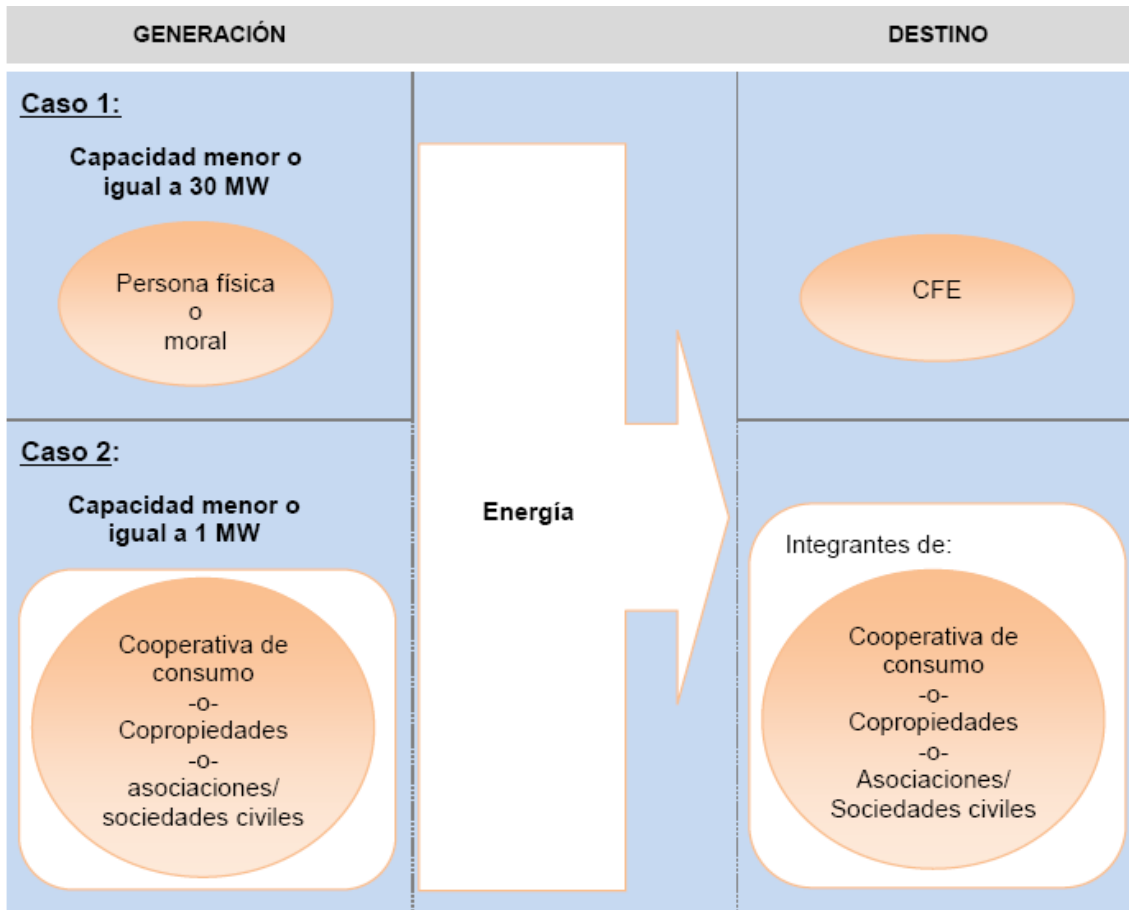 GENERACIÓN
DESTINO
Caso 1:
Capacidad menor o
igual a 30 MW
Persona física
o
moral
CFE
Caso 2:
Capacidad menor o
igual a 1 MW
Cooperativa de
consumo
-o-
Copropiedades
-o-
asociaciones/
sociedades civiles
Energía
Integrantes de:
Cooperativa de
consumo
-o-
Copropiedades
-o-
Asociaciones/
Sociedades civiles